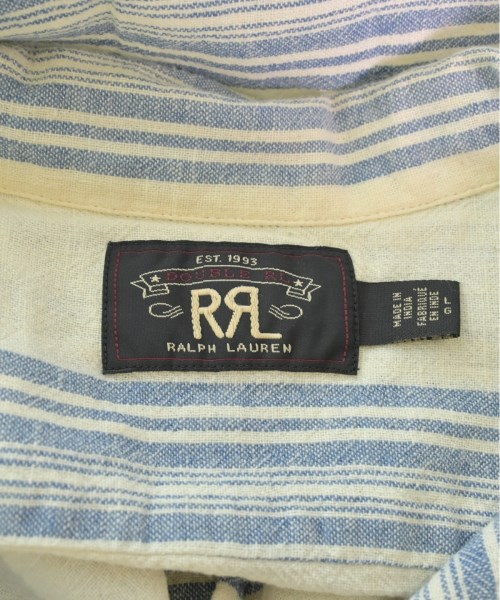 EST. 1993
DOUBLE RL
RRL
RALPH LAUREN
MADE IN
INDIA
FABRIQUÉ
EN INDE
L